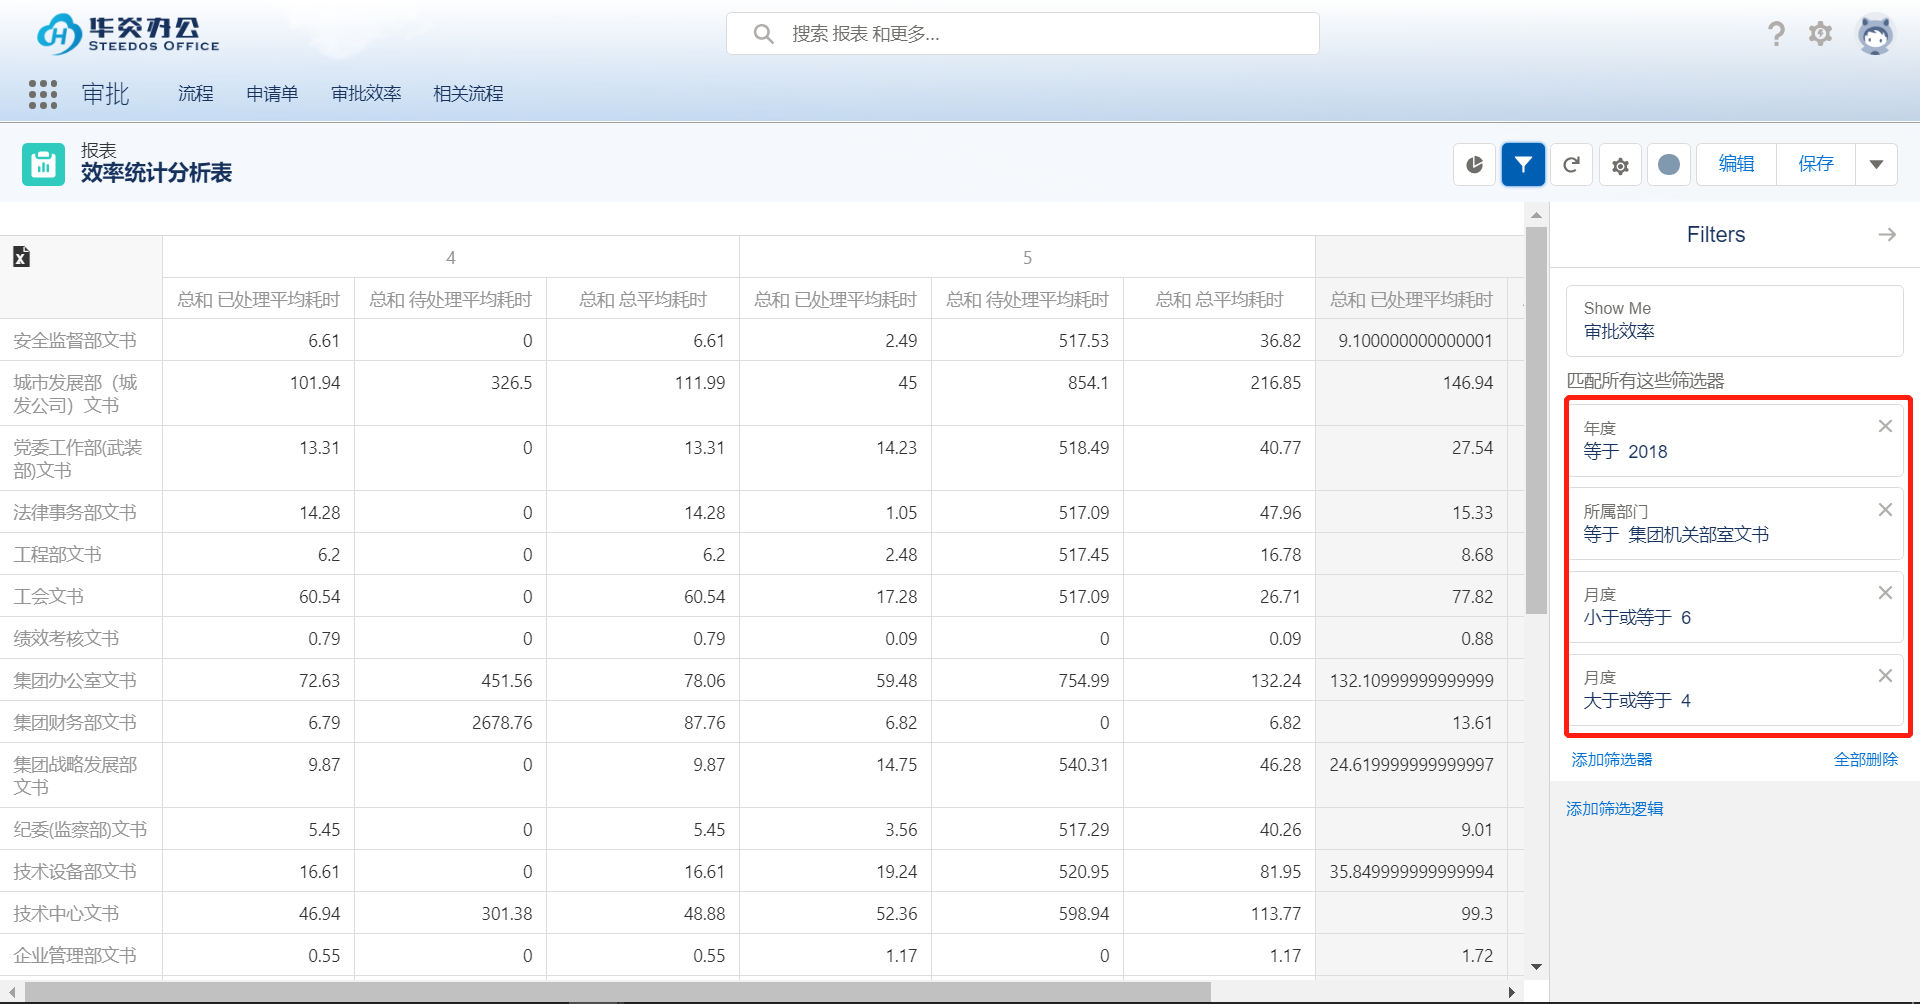 华炎办公
STEEDOS OFFICE
搜索 报表 和更多...
审批
流程
申请单
审批效率
相关流程
报表
效率统计分析表
编辑
保存
4
5
总和 已处理平均耗时
总和 待处理平均耗时
总和 总平均耗时
总和 已处理平均耗时
总和 待处理平均耗时
总和 总平均耗时
总和 已处理平均耗时
安全监督部文书 6.61 0 6.61 2.49 517.53 36.82 9.100000000000001
城市发展部（城
发公司）文书 101.94 326.5 111.99 45 854.1 216.85 146.94
党委工作部(武装
部)文书 13.31 0 13.31 14.23 518.49 40.77 27.54
法律事务部文书 14.28 0 14.28 1.05 517.09 47.96 15.33
工程部文书 6.2 0 6.2 2.48 517.45 16.78 8.68
工会文书 60.54 0 60.54 17.28 517.09 26.71 77.82
绩效考核文书 0.79 0 0.79 0.09 0 0.09 0.88
集团办公室文书 72.63 451.56 78.06 59.48 754.99 132.24 132.10999999999999
集团财务部文书 6.79 2678.76 87.76 6.82 0 6.82 13.61
集团战略发展部
文书 9.87 0 9.87 14.75 540.31 46.28 24.619999999999997
纪委(监察部)文书 5.45 0 5.45 3.56 517.29 40.26 9.01
技术设备部文书 16.61 0 16.61 19.24 520.95 81.95 35.849999999999994
技术中心文书 46.94 301.38 48.88 52.36 598.94 113.77 99.3
企业管理部文书 0.55 0 0.55 1.17 0 1.17 1.72
Filters
Show Me
审批效率
匹配所有这些筛选器
年度
等于 2018
所属部门
等于 集团机关部室文书
月度
小于或等于 6
月度
大于或等于 4
添加筛选器
全部删除
添加筛选逻辑